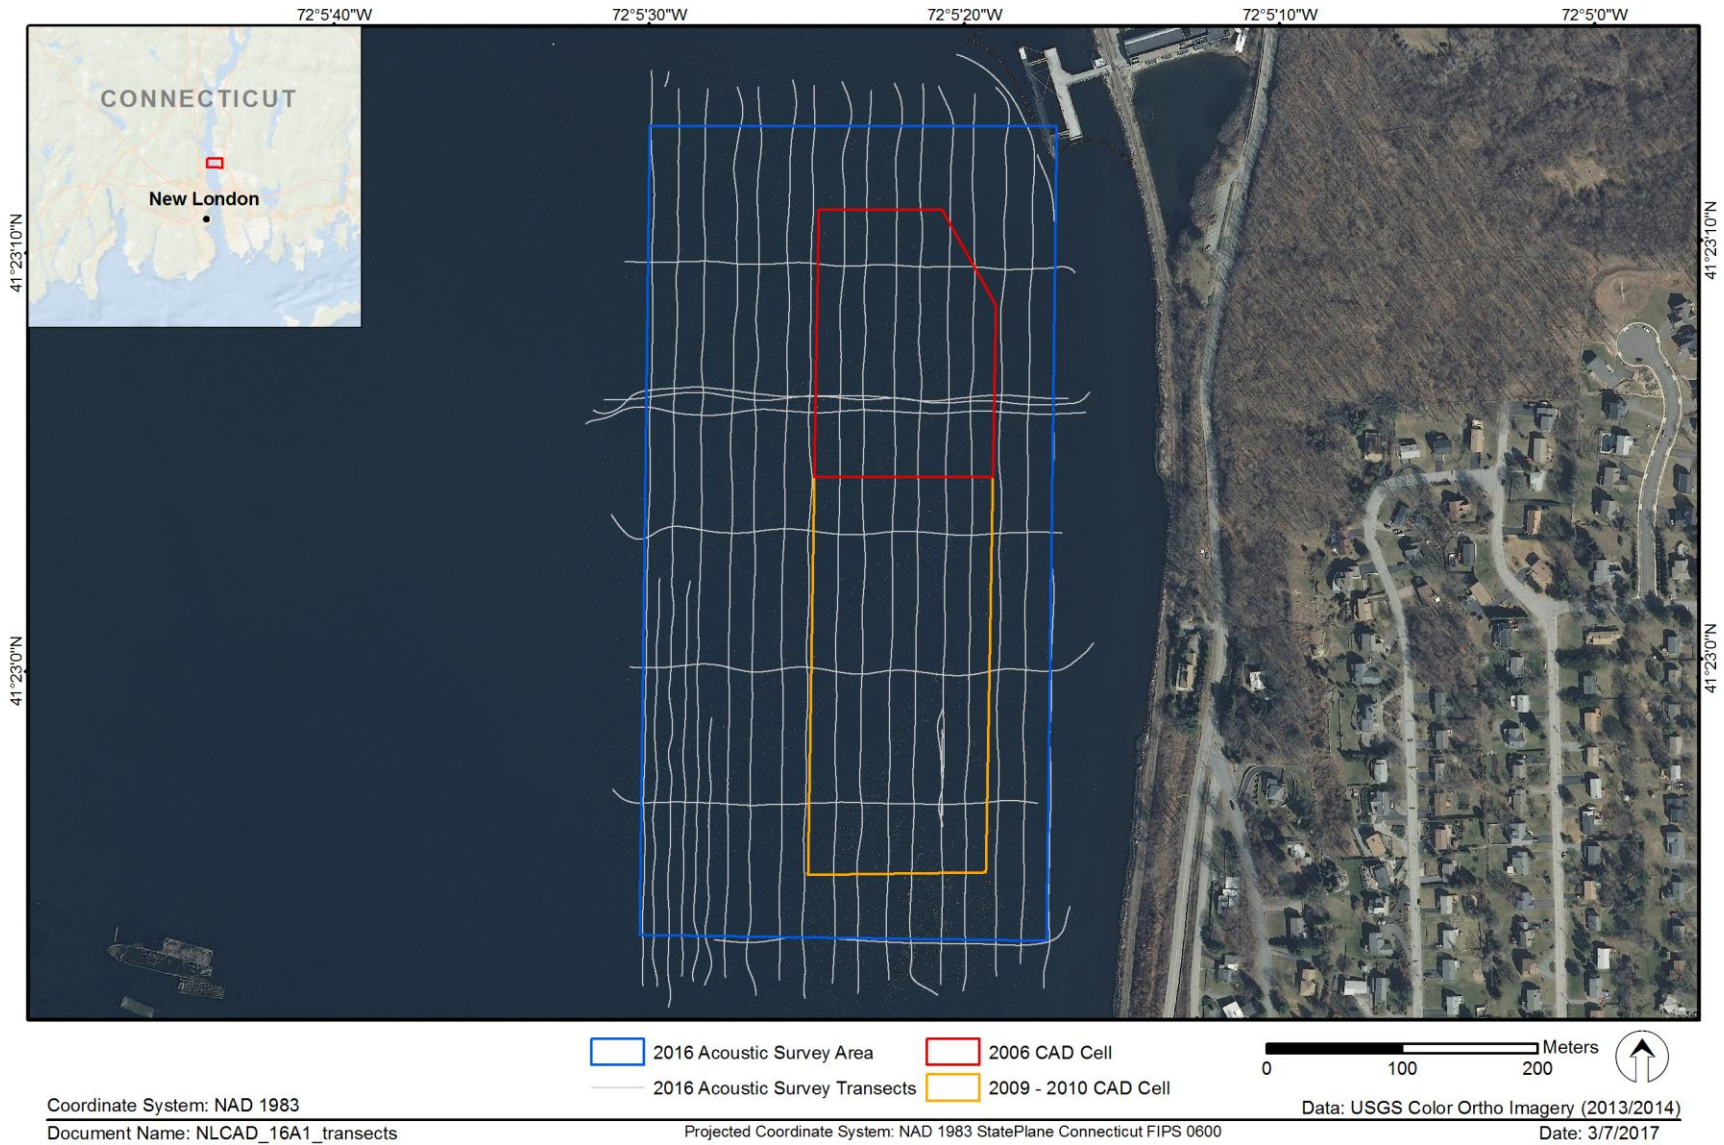 72°5'40"W 72°5'30"W 72°5'20"W 72°5'10"W 72°5'0"W
CONNECTICUT
New London
41°23'10"N 41°23'10"N
41°23'0"N 41°23'0"N
2016 Acoustic Survey Area 2006 CAD Cell
2016 Acoustic Survey Transects 2009 - 2010 CAD Cell
Meters
0 100 200
Coordinate System: NAD 1983 Data: USGS Color Ortho Imagery (2013/2014)
Document Name: NLCAD_16A1_transects Projected Coordinate System: NAD 1983 StatePlane Connecticut FIPS 0600 Date: 3/7/2017